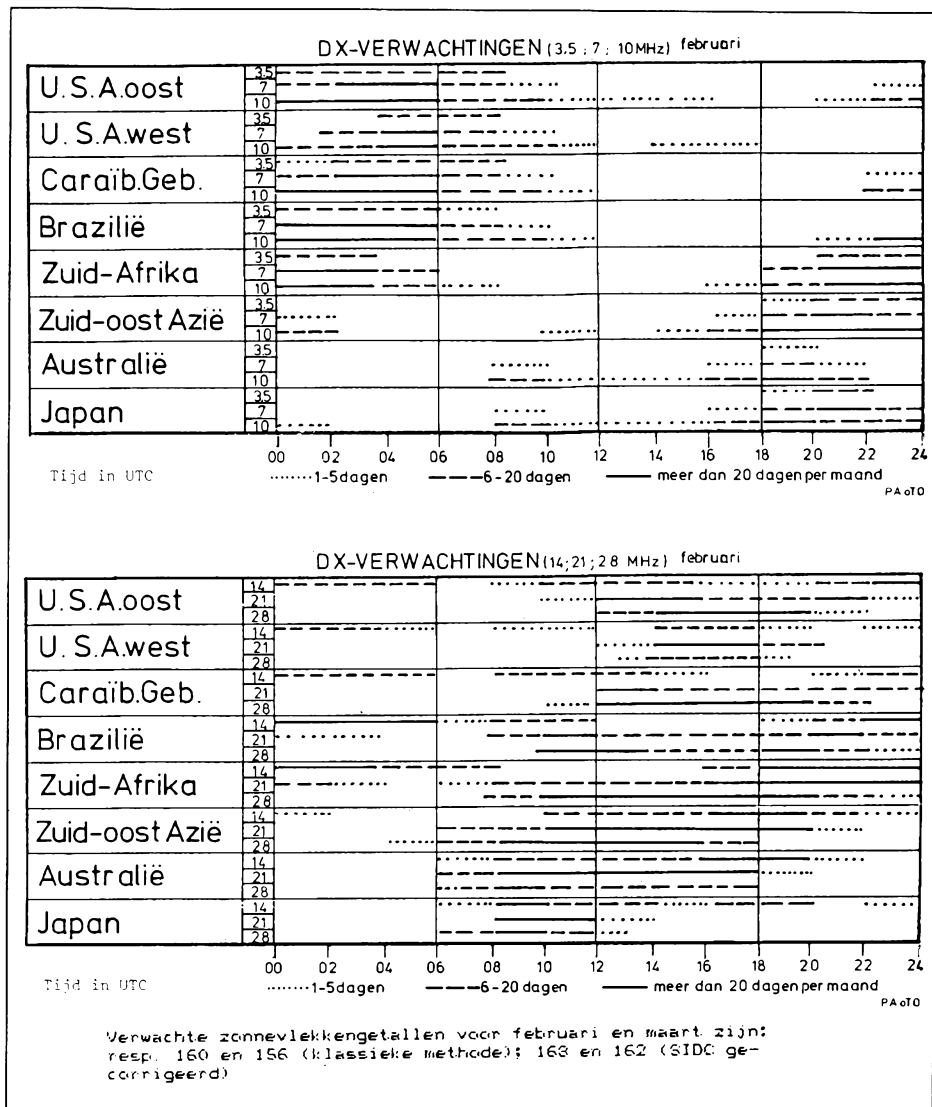 DX-VERWACHTINGEN (3.5 ; 7 ; 10MHz) februari
U.S.A.oost
3.5
7
10
U.S.A.west
3.5
7
10
Caraïb.Geb.
3.5
7
10
Brazilië
3.5
7
10
Zuid-Afrika
3.5
7
10
Zuid-oost Azië
3.5
7
10
Australië
3.5
7
10
Japan
3.5
7
10
00 02 04 06 08 10 12 14 16 18 20 22 24
Tijd in UTC
1-5dagen 6-20 dagen meer dan 20 dagen per maand
PAoTO
DX-VERWACHTINGEN (14;21;28 MHz) februari
U.S.A.oost
14
21
28
U.S.A.west
14
21
28
Caraïb.Geb.
14
21
28
Brazilië
14
21
28
Zuid-Afrika
14
21
28
Zuid-oost Azië
14
21
28
Australië
14
21
28
Japan
14
21
28
00 02 04 06 08 10 12 14 16 18 20 22 24
Tijd in UTC
1-5dagen 6-20 dagen meer dan 20 dagen per maand
PAoTO
Verwachte zonnevlekkengetallen voor februari en maart zijn:
resp. 160 en 156 (klassieke methode); 163 en 162 (SIDC ge-
corrigeerd)